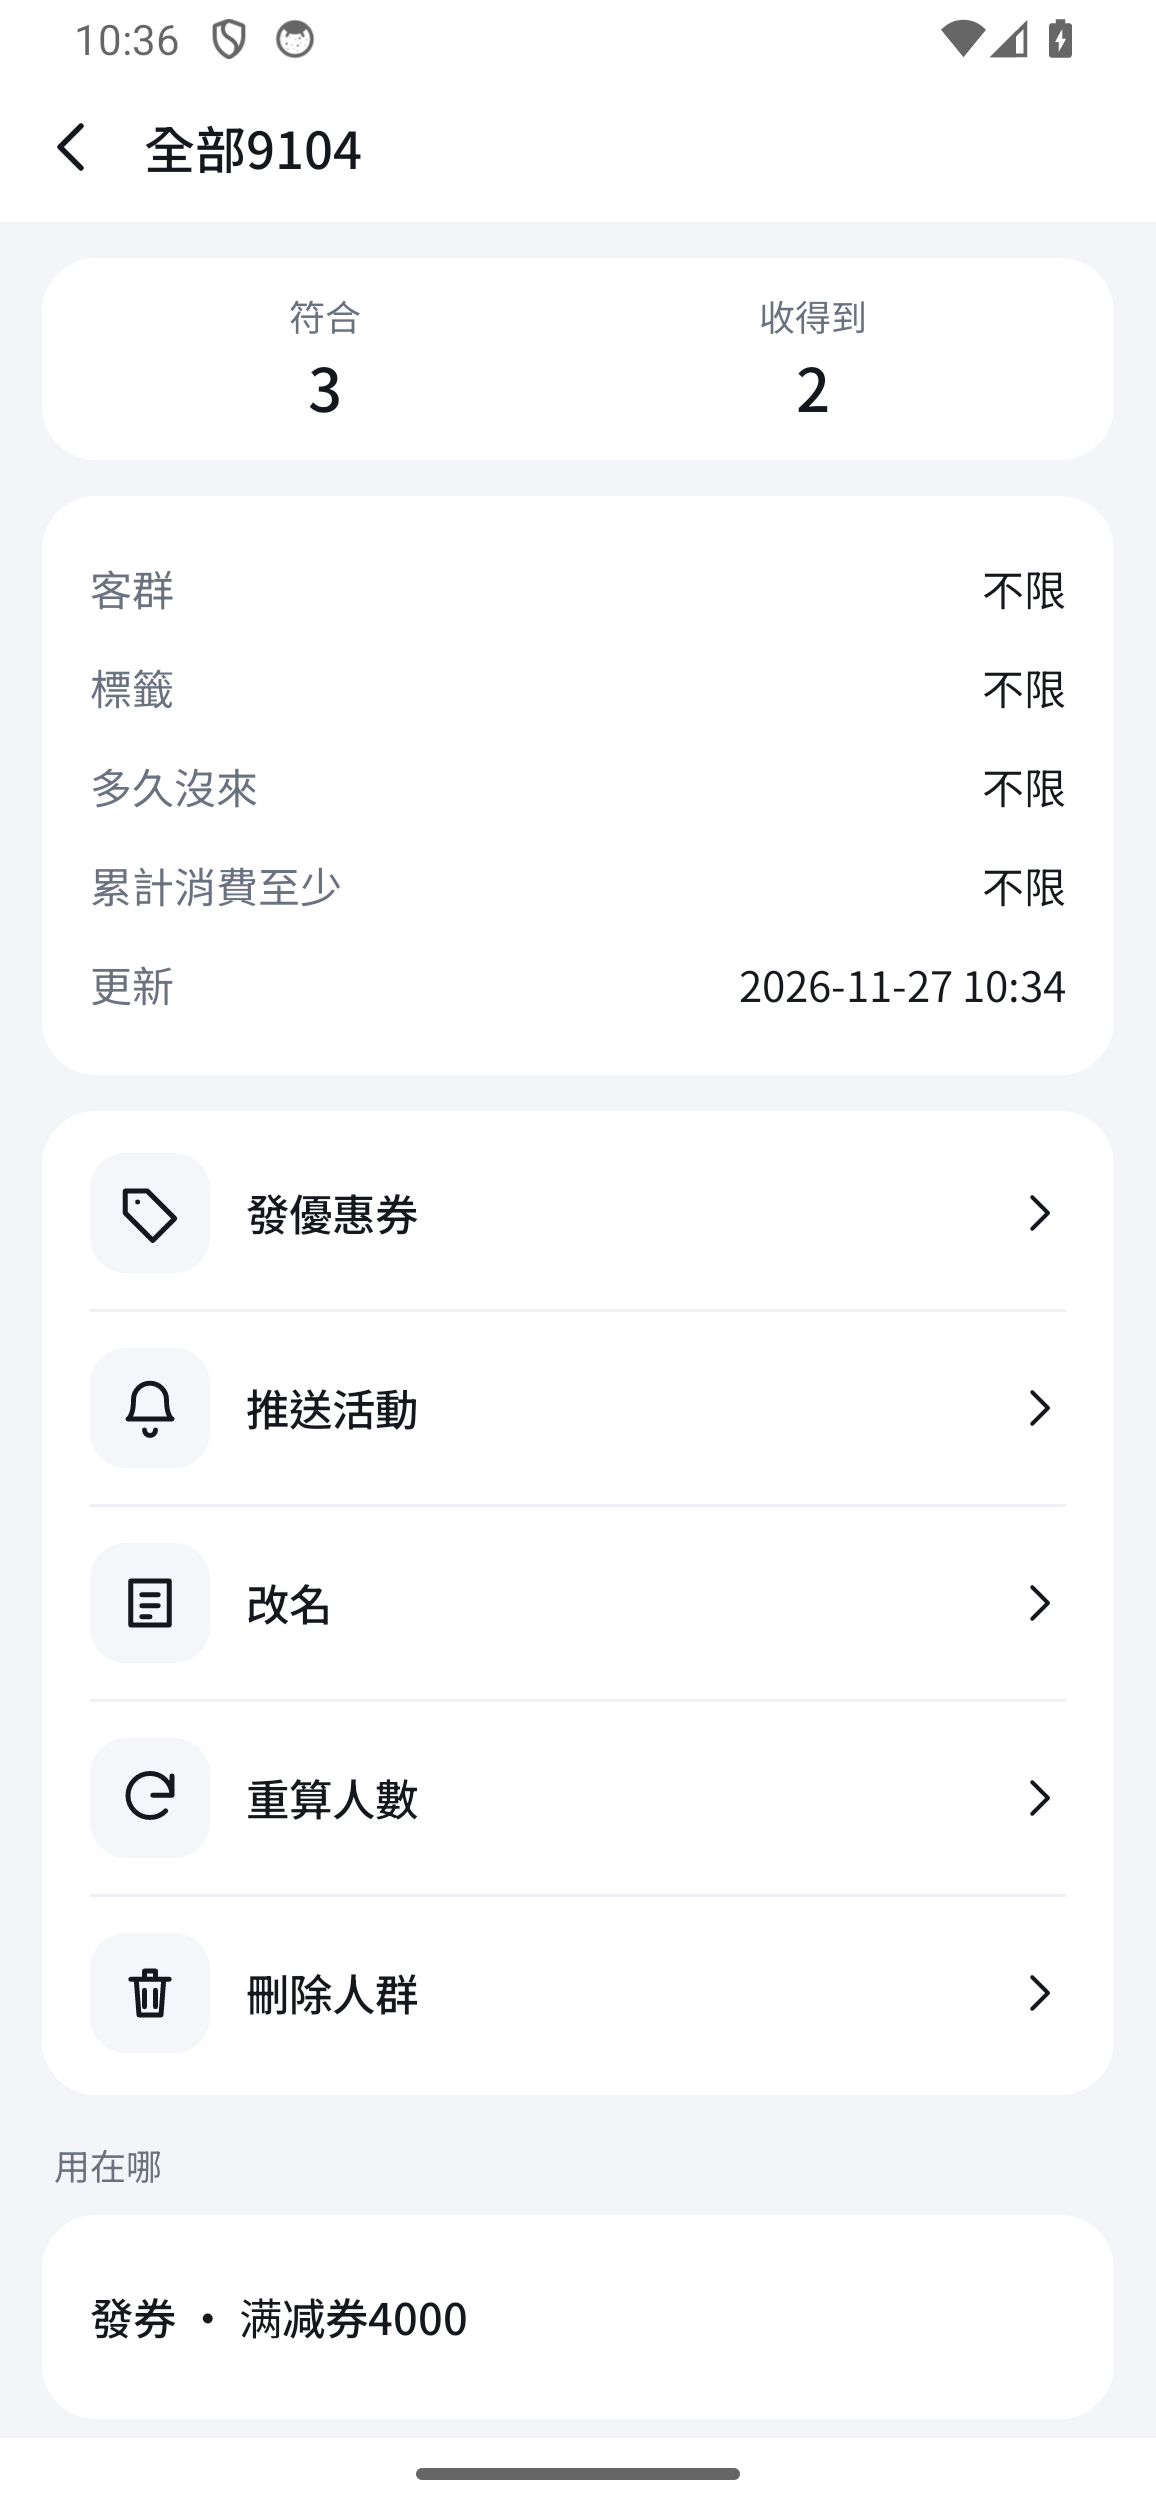 10:36
全部9104
符合
收得到
3
2
客群
不限
標籤
不限
多久沒來
不限
累計消費至少
不限
更新
2026-11-27 10:34
發優惠券
推送活動
改名
重算人數
刪除人群
用在哪
發券 · 满减券4000